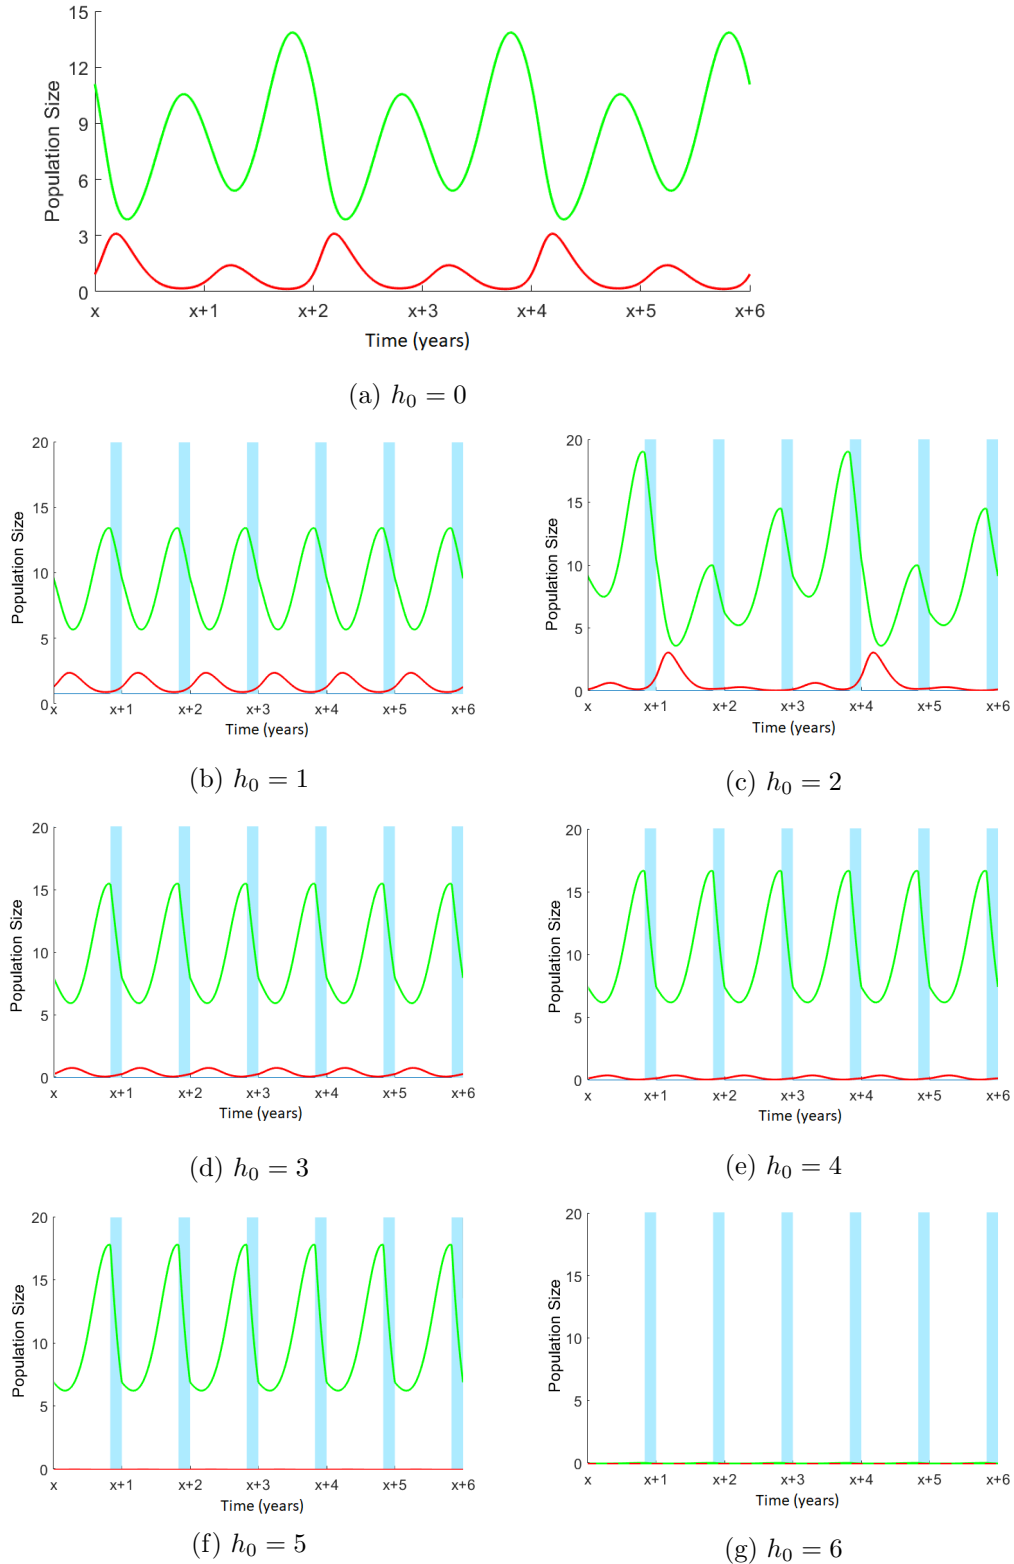 15
12
9
6
3
0
Population Size
x x+1 x+2 x+3 x+4 x+5 x+6
Time (years)
(a) h₀ = 0
20
15
10
5
0
Population Size
x x+1 x+2 x+3 x+4 x+5 x+6
Time (years)
(b) h₀ = 1
20
15
10
5
0
Population Size
x x+1 x+2 x+3 x+4 x+5 x+6
Time (years)
(c) h₀ = 2
20
15
10
5
0
Population Size
x x+1 x+2 x+3 x+4 x+5 x+6
Time (years)
(d) h₀ = 3
20
15
10
5
0
Population Size
x x+1 x+2 x+3 x+4 x+5 x+6
Time (years)
(e) h₀ = 4
20
15
10
5
0
Population Size
x x+1 x+2 x+3 x+4 x+5 x+6
Time (years)
(f) h₀ = 5
20
15
10
5
0
Population Size
x x+1 x+2 x+3 x+4 x+5 x+6
Time (years)
(g) h₀ = 6